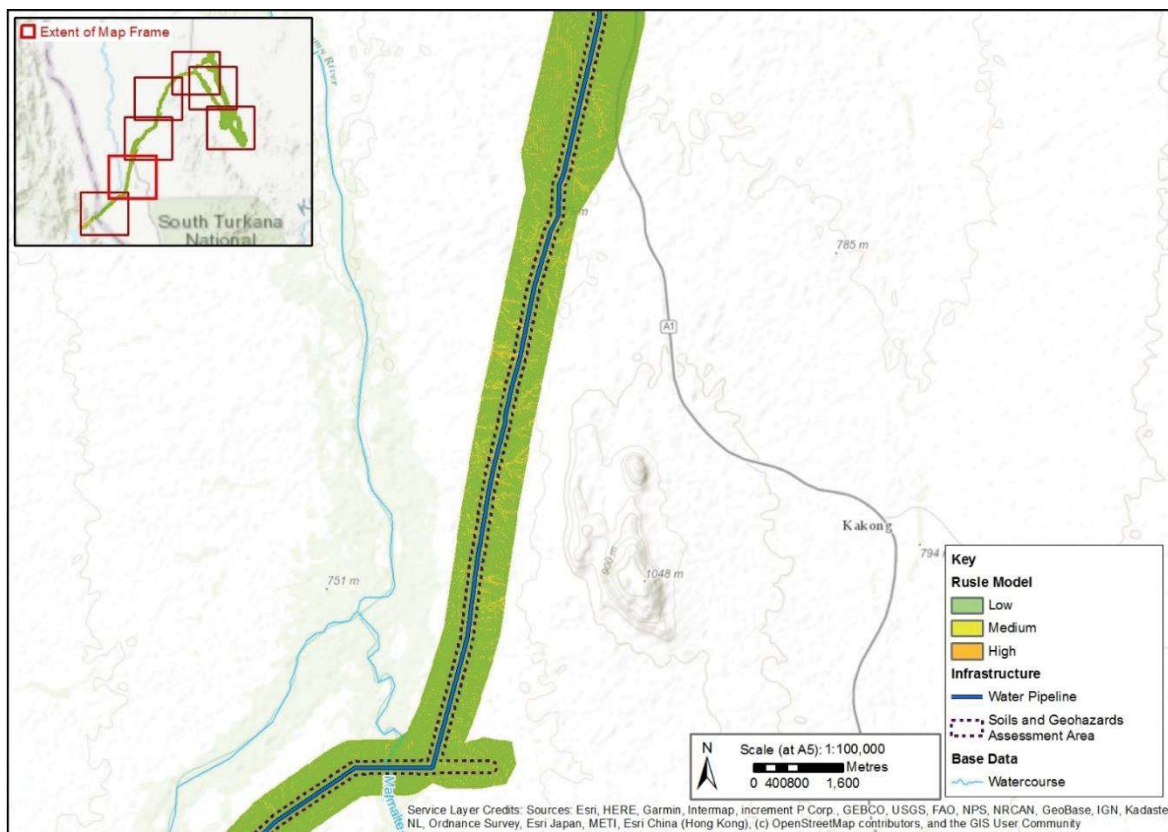 Extent of Map Frame
South Turkana
National
River
785 m
A1
Kakong
794 m
900 m
1048 m
751 m
Key
Rusle Model
Low
Medium
High
Infrastructure
Water Pipeline
Soils and Geohazards
Assessment Area
Base Data
Watercourse
N
Scale (at A5): 1:100,000
Metres
0 400800 1,600
Marmalte
Service Layer Credits: Sources: Esri, HERE, Garmin, Intermap, increment P Corp., GEBCO, USGS, FAO, NPS, NRCAN, GeoBase, IGN, Kadaste
NL, Ordnance Survey, Esri Japan, METI, Esri China (Hong Kong), (c) OpenStreetMap contributors, and the GIS User Community